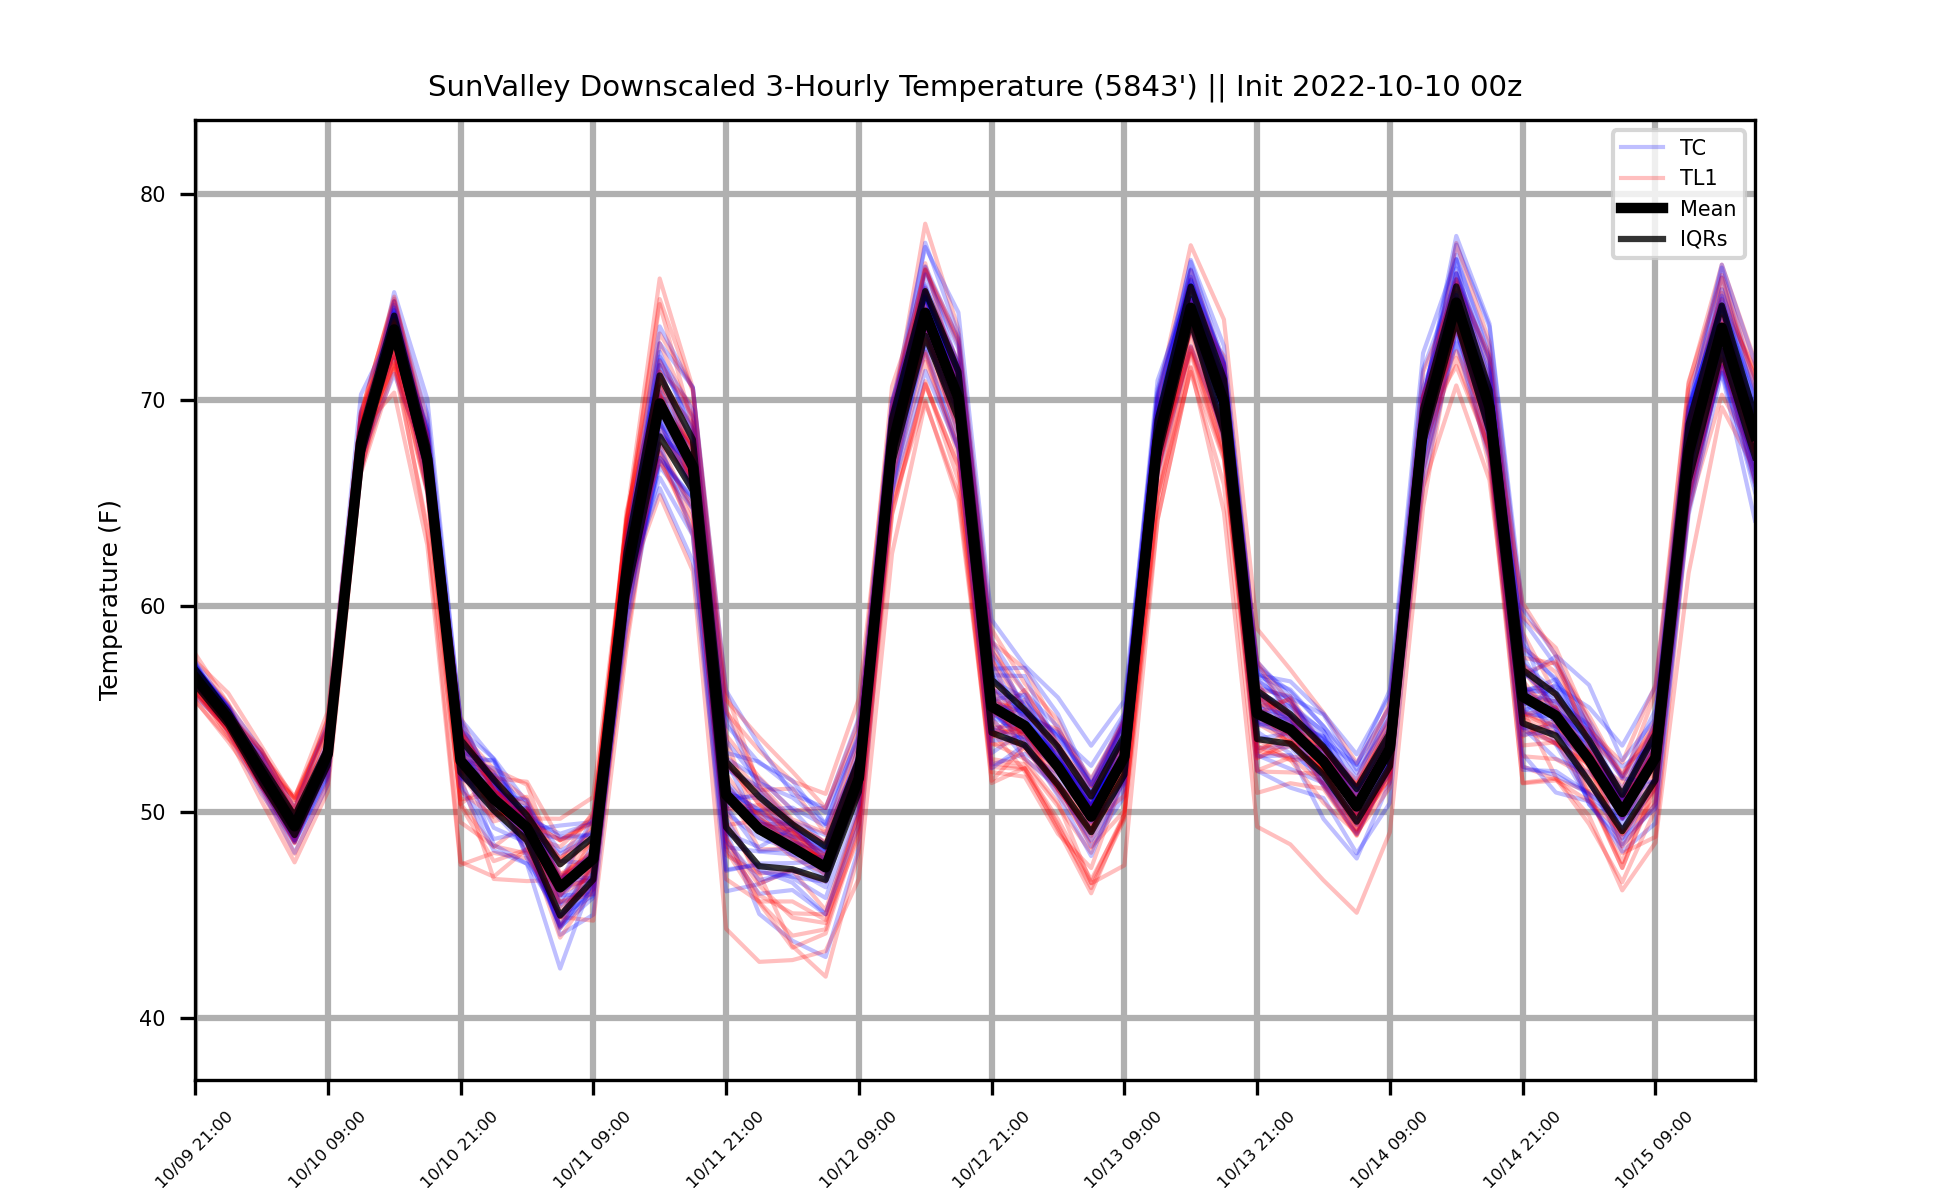 SunValley Downscaled 3-Hourly Temperature (5843') || Init 2022-10-10 00z
TC
TL1
Mean
IQRs
80
70
60
50
40
Temperature (F)
10/09 21:00
10/10 09:00
10/10 21:00
10/11 09:00
10/11 21:00
10/12 09:00
10/12 21:00
10/13 09:00
10/13 21:00
10/14 09:00
10/14 21:00
10/15 09:00